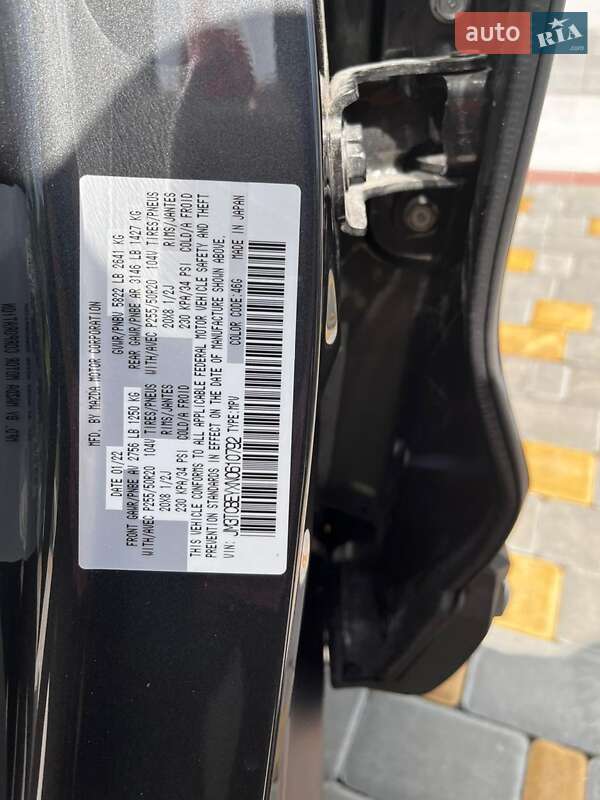 auto RIA .com
MFD. BY MAZDA MOTOR CORPORATION
DATE 01/22 GVWR/PNBV 5822 LB 2641 KG
FRONT GAWR/PNBE AV 2756 LB 1250 KG REAR GAWR/PNBE AR 3146 LB 1427 KG
WITH/AVEC P255/50R20 104V TIRES/PNEUS WITH/AVEC P255/50R20 104V TIRES/PNEUS
20X8 1/2J RIMS/JANTES 20X8 1/2J RIMS/JANTES
230 KPA/34 PSI COLD/A FROID 230 KPA/34 PSI COLD/A FROID
THIS VEHICLE CONFORMS TO ALL APPLICABLE FEDERAL MOTOR VEHICLE SAFETY AND THEFT
PREVENTION STANDARDS IN EFFECT ON THE DATE OF MANUFACTURE SHOWN ABOVE.
VIN: JM3TCBEYXN0610792 TYPE:MPV COLOR CODE:46G MADE IN JAPAN